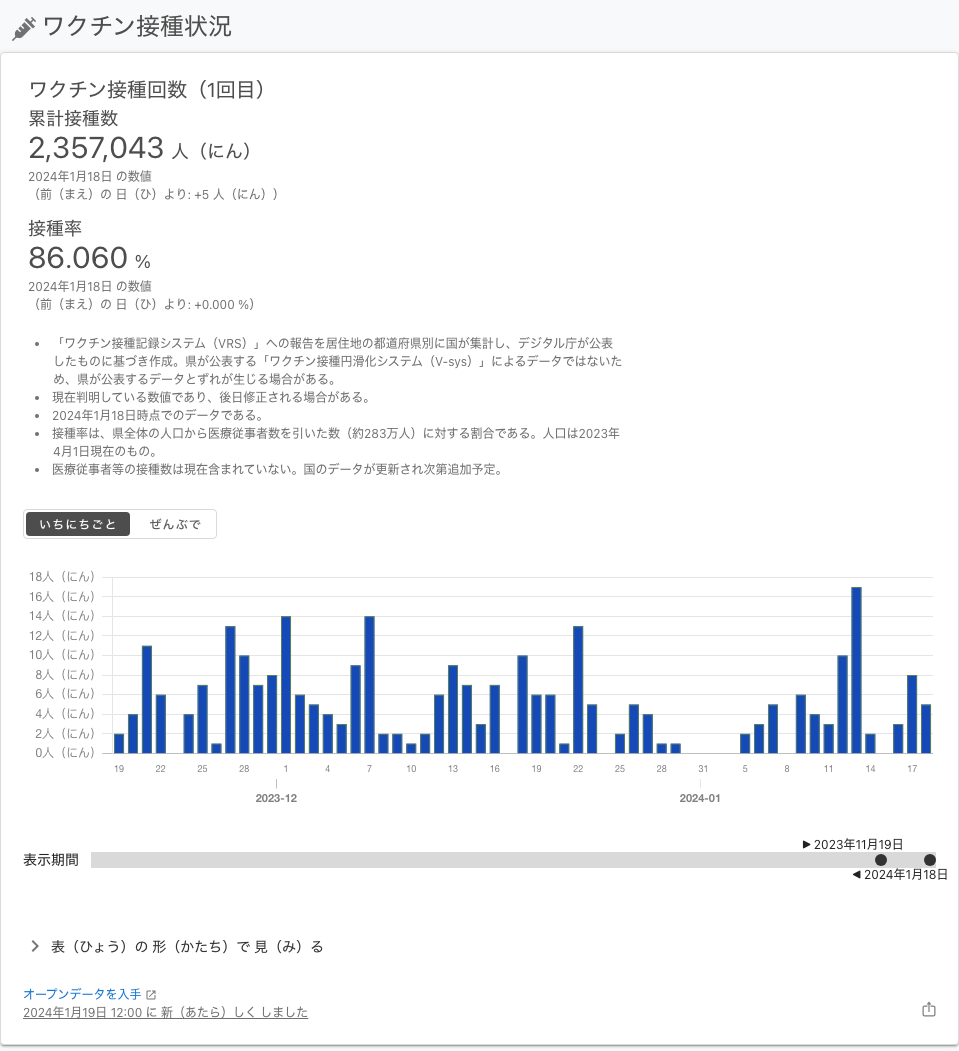 ワクチン接種状況
ワクチン接種回数（1回目）
累計接種数
2,357,043 人（にん）
2024年1月18日 の数値
（前（まえ）の 日（ひ）より: +5 人（にん））
接種率
86.060 %
2024年1月18日 の数値
（前（まえ）の 日（ひ）より: +0.000 %）
• 「ワクチン接種記録システム（VRS）」への報告を居住地の都道府県別に国が集計し、デジタル庁が公表
したものに基づき作成。県が公表する「ワクチン接種円滑化システム（V-sys）」によるデータではないた
め、県が公表するデータとずれが生じる場合がある。
• 現在判明している数値であり、後日修正される場合がある。
• 2024年1月18日時点でのデータである。
• 接種率は、県全体の人口から医療従事者数を引いた数（約283万人）に対する割合である。人口は2023年
4月1日現在のもの。
• 医療従事者等の接種数は現在含まれていない。国のデータが更新され次第追加予定。
いちにちごと ぜんぶで
18人（にん）
16人（にん）
14人（にん）
12人（にん）
10人（にん）
8人（にん）
6人（にん）
4人（にん）
2人（にん）
0人（にん）
19 22 25 28 1 4 7 10 13 16 19 22 25 28 31 5 8 11 14 17
2023-12 2024-01
▶ 2023年11月19日
表示期間
◀ 2024年1月18日
表（ひょう）の 形（かたち）で 見（み）る
オープンデータを入手
2024年1月19日 12:00 に 新（あたら）しく しました